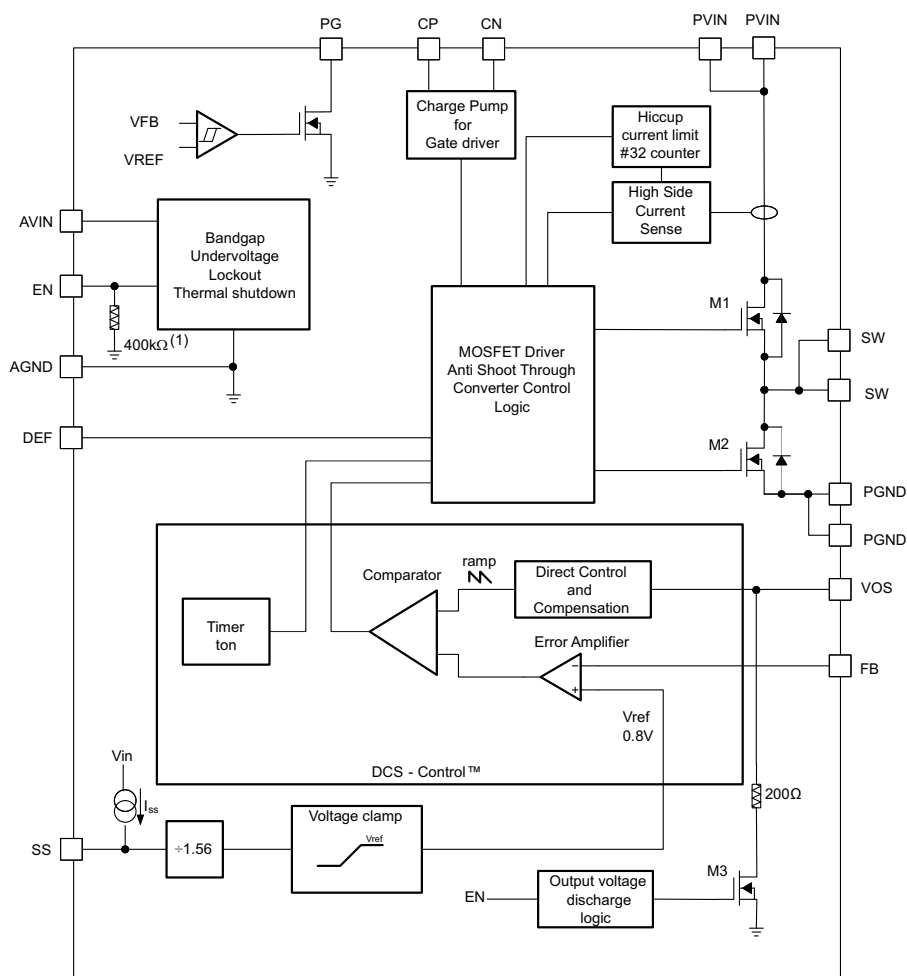 PG
CP
CN
PVIN
PVIN
VFB
VREF
Charge Pump
for
Gate driver
Hiccup
current limit
#32 counter
High Side
Current
Sense
AVIN
Bandgap
Undervoltage
Lockout
Thermal shutdown
EN
400kΩ(1)
AGND
DEF
MOSFET Driver
Anti Shoot Through
Converter Control
Logic
M1
SW
SW
M2
PGND
PGND
ramp
Comparator
Direct Control
and
Compensation
VOS
Timer
ton
Error Amplifier
−
+
FB
Vref
0.8V
DCS - Control™
Vin
Iss
SS
÷1.56
Voltage clamp
Vref
200Ω
M3
EN
Output voltage
discharge
logic